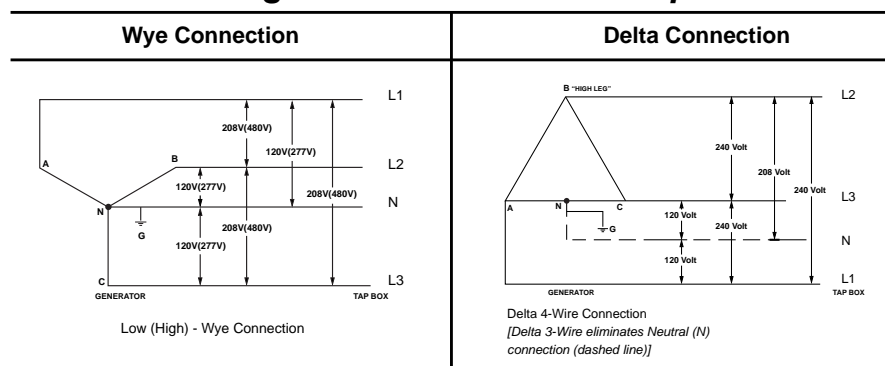 Wye Connection
Delta Connection
L1
208V(480V)
120V(277V)
A
B
L2
120V(277V)
208V(480V)
N
N
G
208V(480V)
120V(277V)
C
L3
GENERATOR
TAP BOX
Low (High) - Wye Connection
B "HIGH LEG"
L2
240 Volt
208 Volt
240 Volt
L3
A
N
C
120 Volt
G
240 Volt
N
120 Volt
L1
GENERATOR
TAP BOX
Delta 4-Wire Connection
[Delta 3-Wire eliminates Neutral (N)
connection (dashed line)]